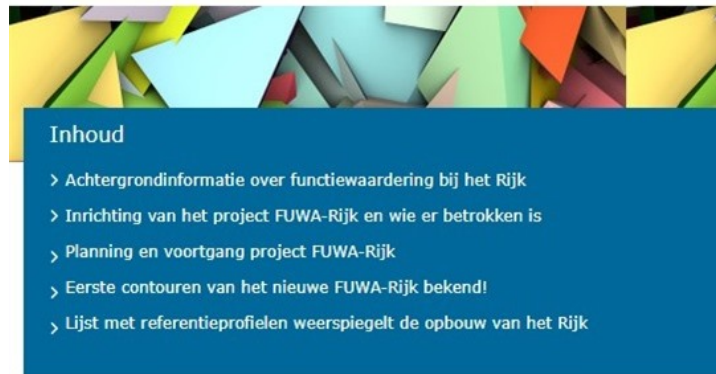 Inhoud
> Achtergrondinformatie over functiewaardering bij het Rijk
> Inrichting van het project FUWA-Rijk en wie er betrokken is
> Planning en voortgang project FUWA-Rijk
> Eerste contouren van het nieuwe FUWA-Rijk bekend!
> Lijst met referentieprofielen weerspiegelt de opbouw van het Rijk